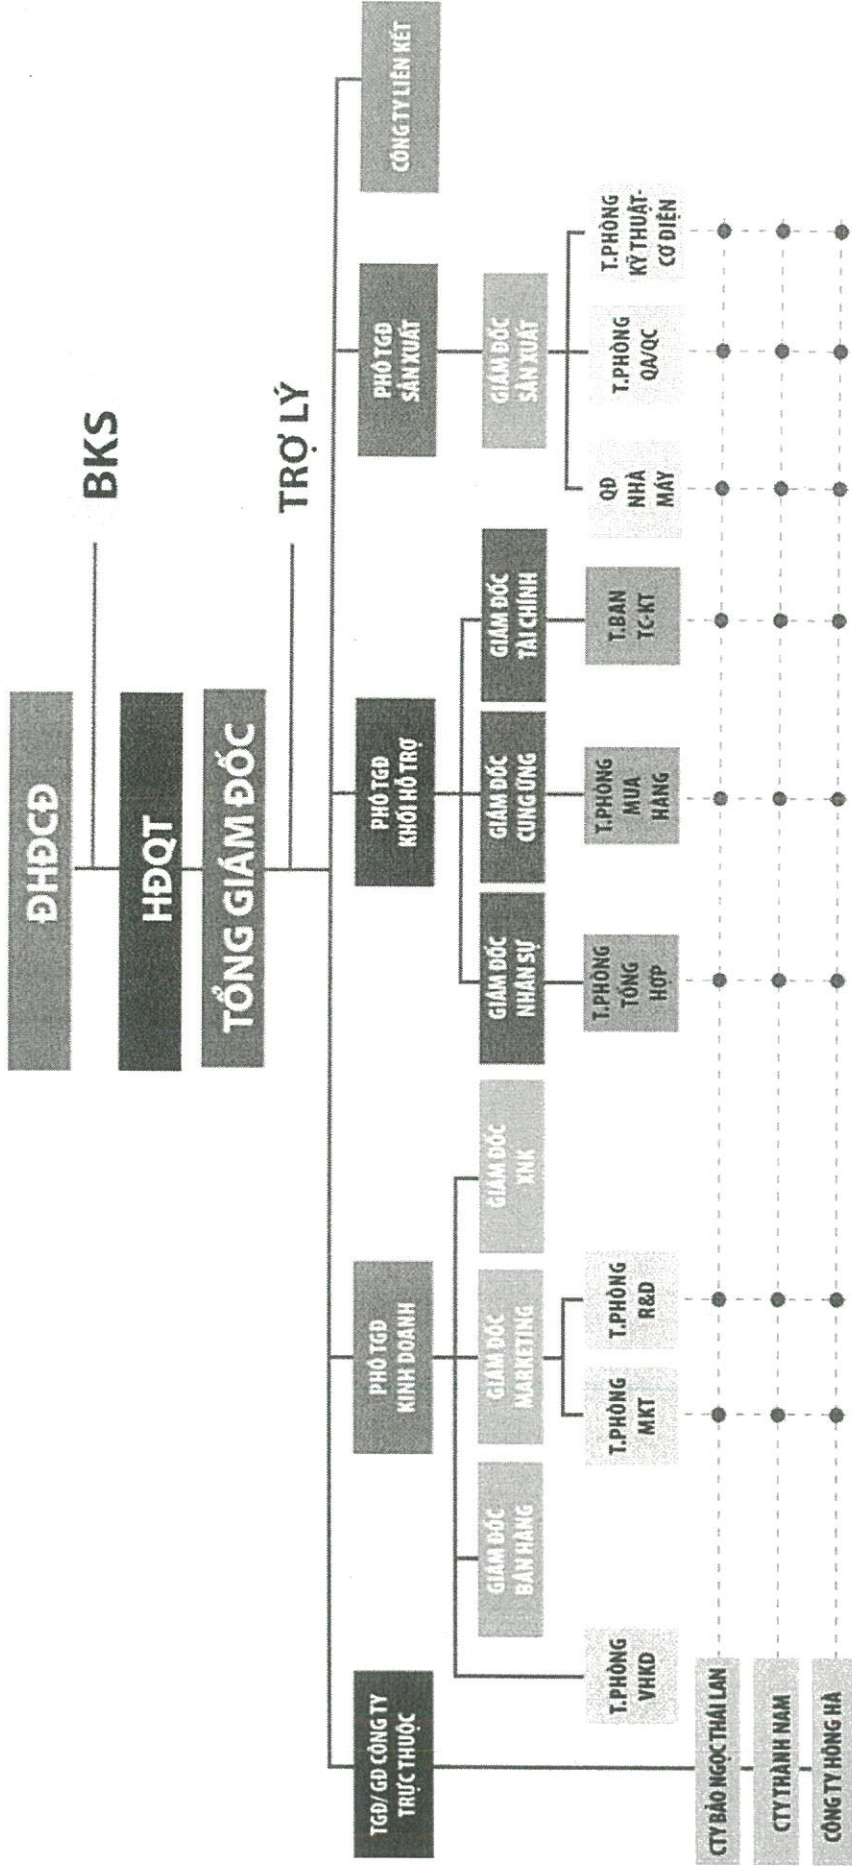 ĐHĐCĐ
BKS
HĐQT
TỔNG GIÁM ĐỐC
TRỢ LÝ
TGĐ/ GĐ CÔNG TY
TRỰC THUỘC
PHÓ TGĐ
KINH DOANH
PHÓ TGĐ
KHỐI HỖ TRỢ
PHÓ TGĐ
SẢN XUẤT
CÔNG TY LIÊN KẾT
GIÁM ĐỐC
BÁN HÀNG
GIÁM ĐỐC
MARKETING
GIÁM ĐỐC
XNK
GIÁM ĐỐC
NHÂN SỰ
GIÁM ĐỐC
CUNG ỨNG
GIÁM ĐỐC
TÀI CHÍNH
GIÁM ĐỐC
SẢN XUẤT
T.PHÒNG
VHKD
T.PHÒNG
MKT
T.PHÒNG
R&D
T.PHÒNG
TỔNG
HỢP
T.PHÒNG
MUA
HÀNG
T.BAN
TC-KT
QĐ
NHÀ
MÁY
T.PHÒNG
QA/QC
T.PHÒNG
KỸ THUẬT-
CƠ ĐIỆN
CTY BẢO NGỌC THÁI LAN
CTY THÀNH NAM
CÔNG TY HỒNG HÀ